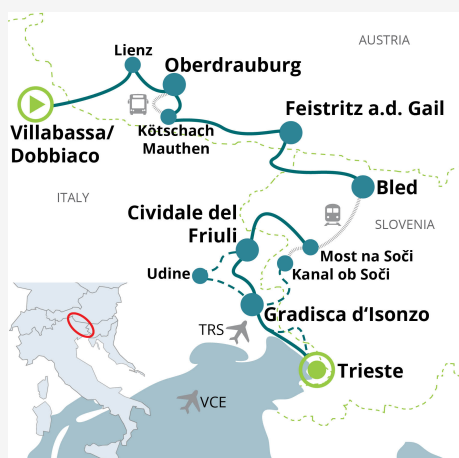 AUSTRIA
Lienz
Oberdrauburg
Feistritz a.d. Gail
Villabassa/
Dobbiaco
Kötschach
Mauthen
Bled
ITALY
Cividale del
Friuli
SLOVENIA
Most na Soči
Udine
Kanal ob Soči
Gradisca d‘Isonzo
TRS
Trieste
VCE